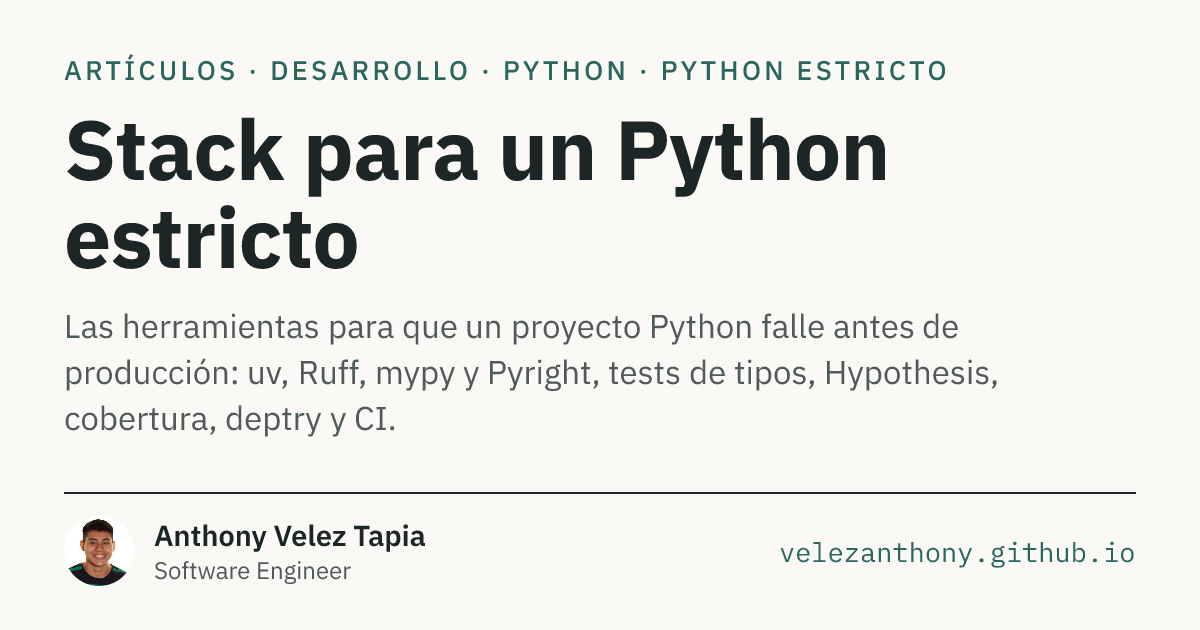 ARTÍCULOS · DESARROLLO · PYTHON · PYTHON ESTRICTO
Stack para un Python
estricto
Las herramientas para que un proyecto Python falle antes de
producción: uv, Ruff, mypy y Pyright, tests de tipos, Hypothesis,
cobertura, deptry y CI.
Anthony Velez Tapia
Software Engineer
velezanthony.github.io